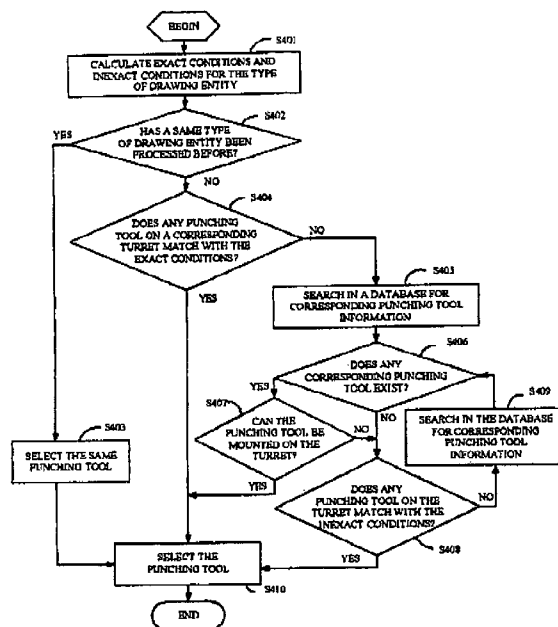 BEGIN
S401
CALCULATE EXACT CONDITIONS AND
INEXACT CONDITIONS FOR THE TYPE
OF DRAWING ENTITY
S402
YES
HAS A SAME TYPE
OF DRAWING ENTITY BEEN
PROCESSED BEFORE?
NO
S404
DOES ANY PUNCHING
TOOL ON A CORRESPONDING
TURRET MATCH WITH THE
EXACT CONDITIONS?
NO
YES
S405
SEARCH IN A DATABASE FOR
CORRESPONDING PUNCHING TOOL
INFORMATION
S406
DOES ANY
CORRESPONDING PUNCHING
TOOL EXIST?
YES
NO
S407
CAN THE
PUNCHING TOOL BE
MOUNTED ON THE
TURRET?
NO
YES
S409
SEARCH IN THE DATABASE
FOR CORRESPONDING
PUNCHING TOOL
INFORMATION
S403
SELECT THE SAME
PUNCHING TOOL
DOES ANY
PUNCHING TOOL ON THE
TURRET MATCH WITH THE
INEXACT CONDITIONS?
NO
S408
YES
SELECT THE
PUNCHING TOOL
S410
END